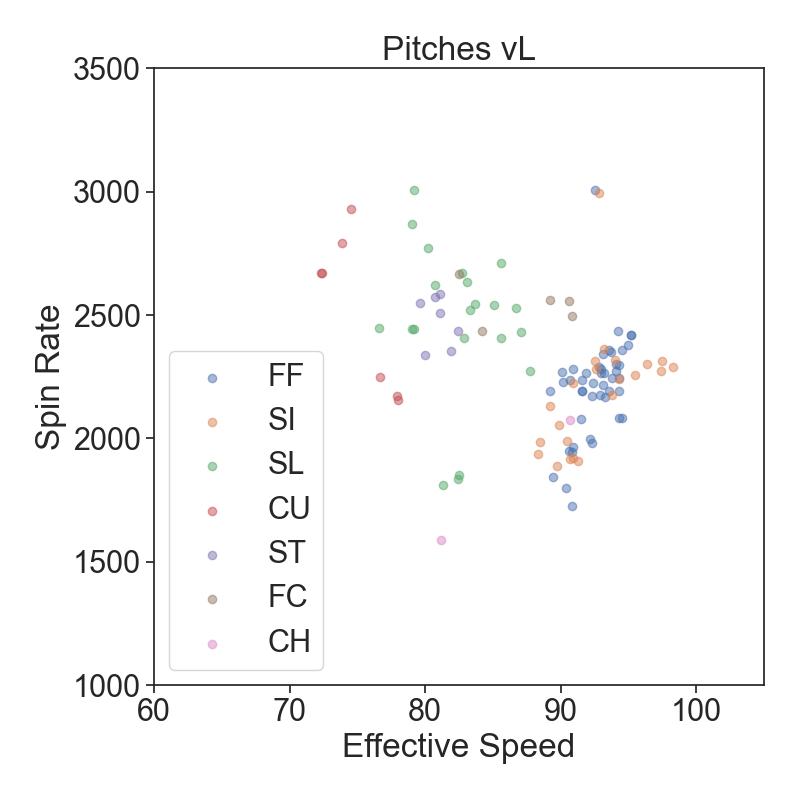 Pitches vL
3500
3000
2500
2000
1500
1000
Spin Rate
FF
SI
SL
CU
ST
FC
CH
60 70 80 90 100
Effective Speed